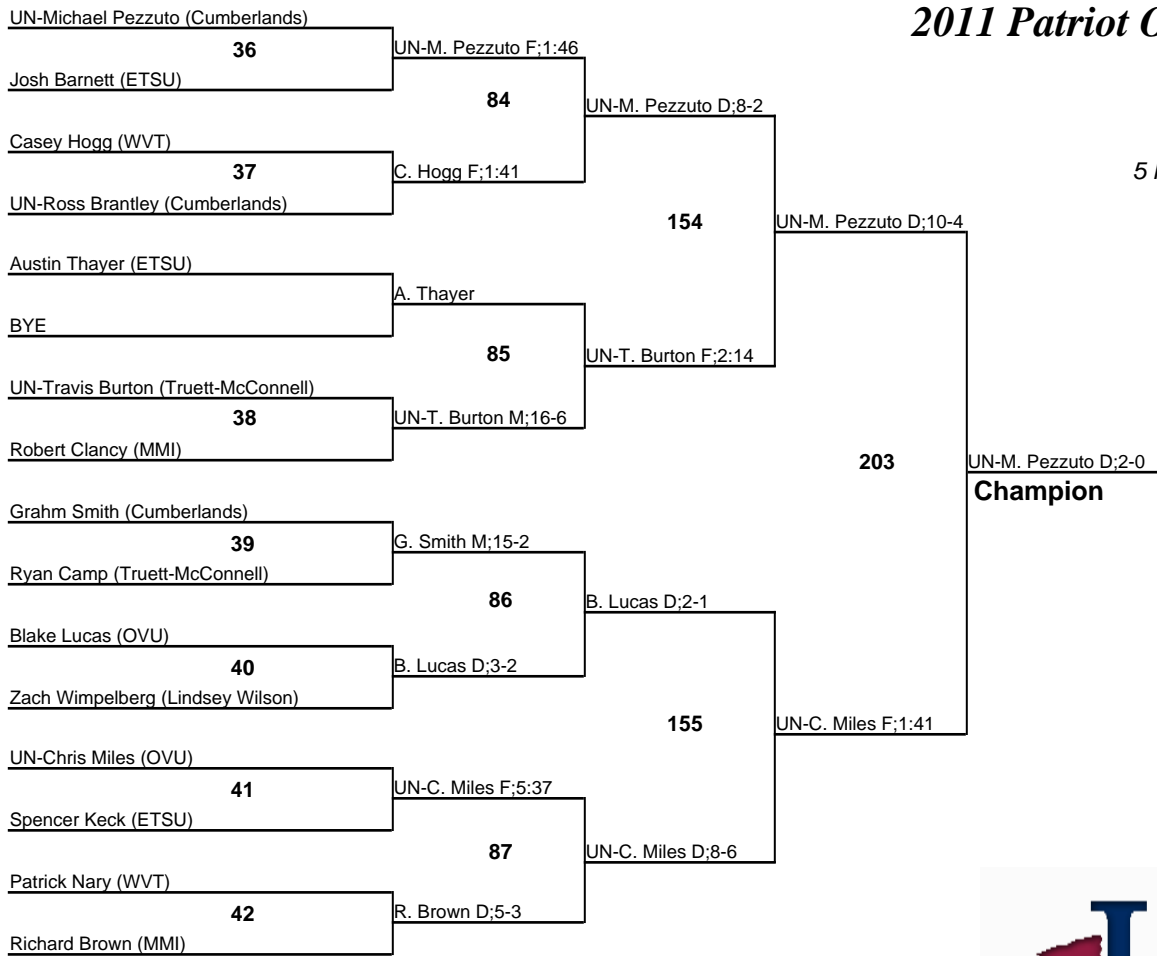 2011 Patriot O
5
UN-Michael Pezzuto (Cumberlands)
36
Josh Barnett (ETSU)
UN-M. Pezzuto F;1:46
84
Casey Hogg (WVT)
37
UN-Ross Brantley (Cumberlands)
C. Hogg F;1:41
UN-M. Pezzuto D;8-2
154
Austin Thayer (ETSU)
BYE
A. Thayer
85
UN-Travis Burton (Truett-McConnell)
38
Robert Clancy (MMI)
UN-T. Burton M;16-6
UN-T. Burton F;2:14
UN-M. Pezzuto D;10-4
203
UN-M. Pezzuto D;2-0
Champion
Grahm Smith (Cumberlands)
39
Ryan Camp (Truett-McConnell)
G. Smith M;15-2
86
Blake Lucas (OVU)
40
Zach Wimpelberg (Lindsey Wilson)
B. Lucas D;3-2
B. Lucas D;2-1
155
UN-Chris Miles (OVU)
41
Spencer Keck (ETSU)
UN-C. Miles F;5:37
87
Patrick Nary (WVT)
42
Richard Brown (MMI)
R. Brown D;5-3
UN-C. Miles D;8-6
UN-C. Miles F;1:41